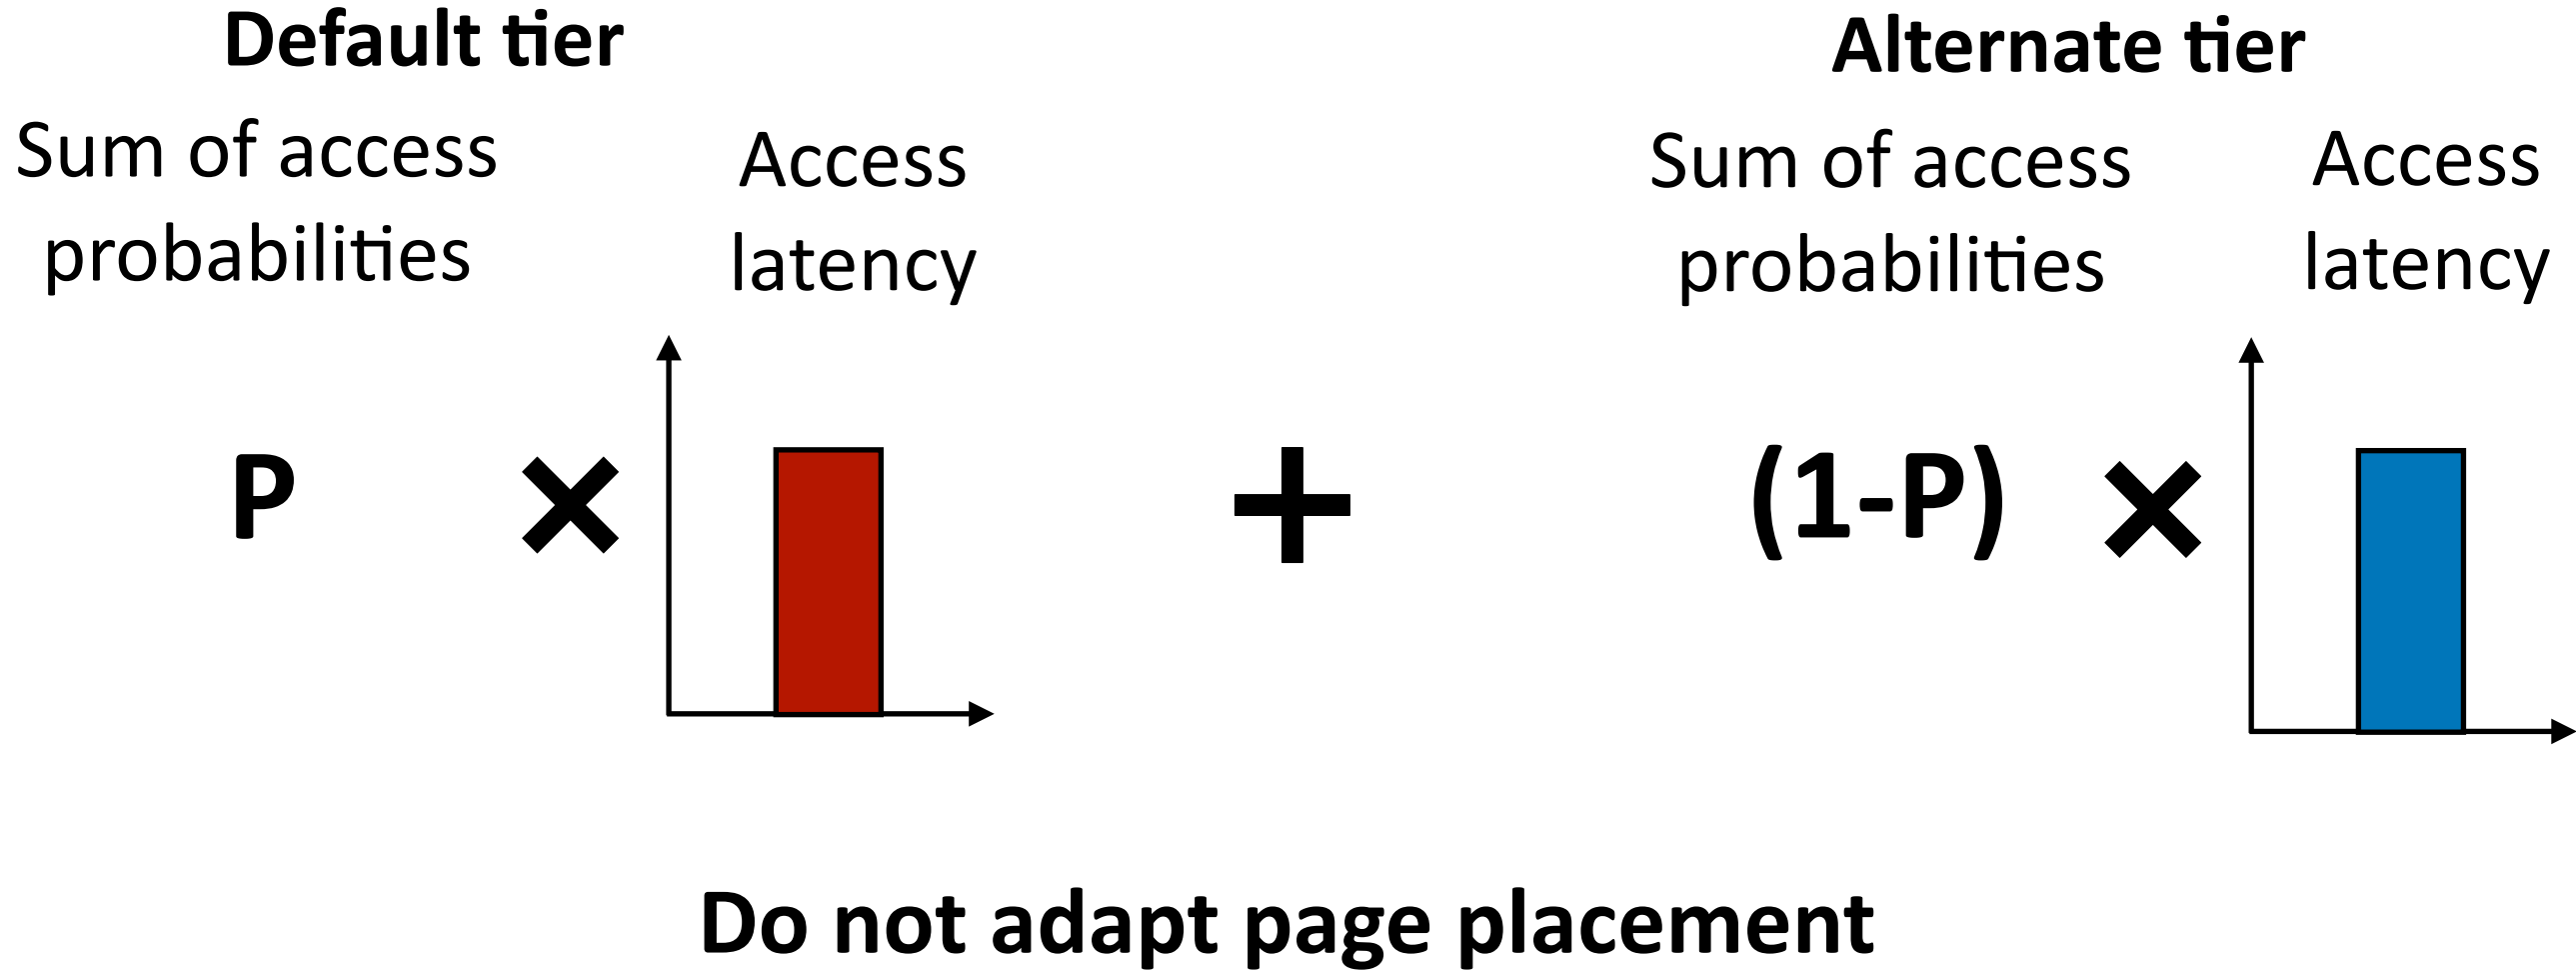 Default tier
Sum of access
probabilities
Access
latency
P
×
+
Alternate tier
Sum of access
probabilities
Access
latency
(1-P)
×
Do not adapt page placement